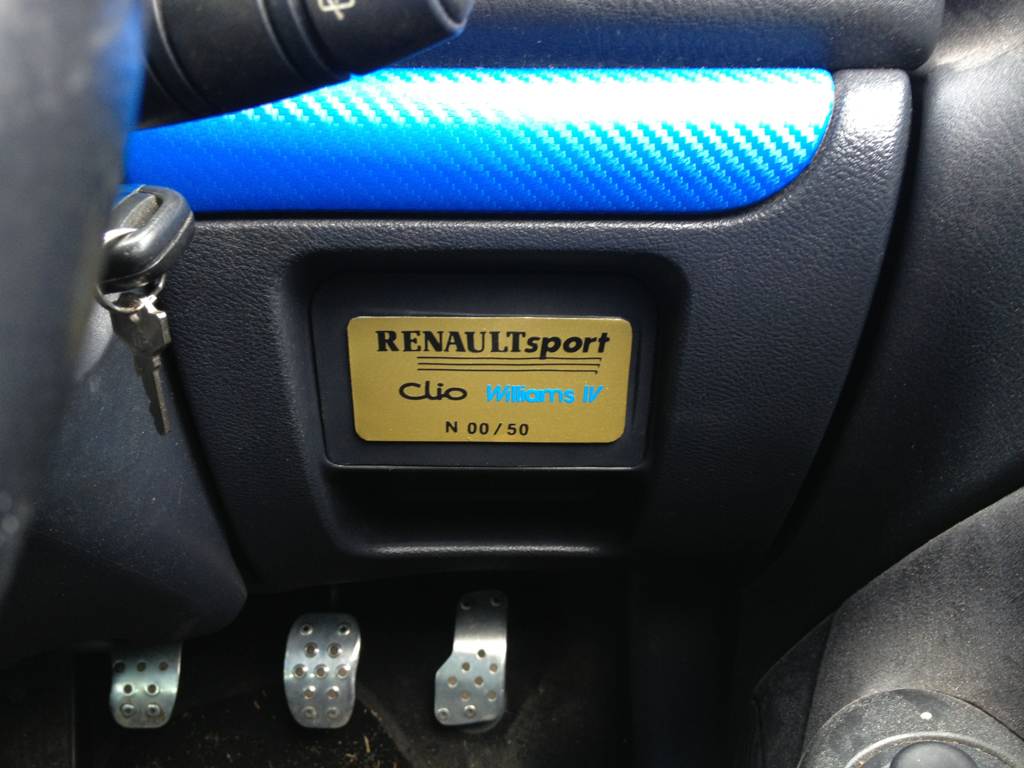 RENAULTsport
Clio Williams IV
N 00/50